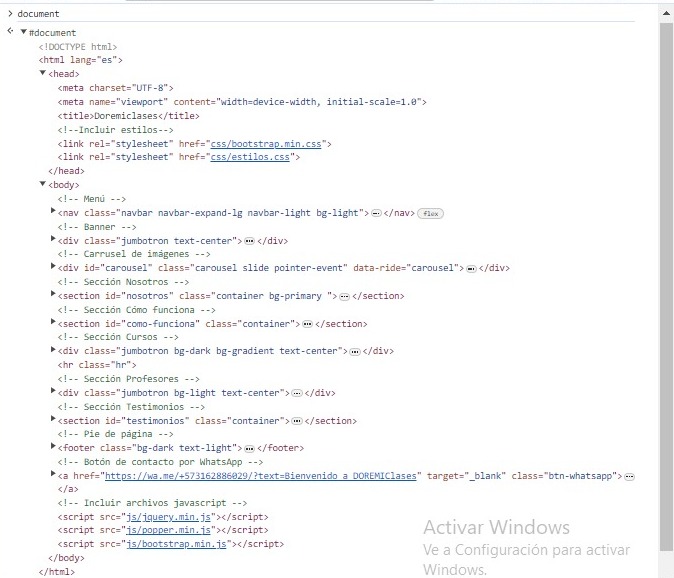 document
#document
<!DOCTYPE html>
<html lang="es">
<head>
<meta charset="UTF-8">
<meta name="viewport" content="width=device-width, initial-scale=1.0">
<title>Doremiclases</title>
<!--Incluir estilos-->
<link rel="stylesheet" href="css/bootstrap.min.css">
<link rel="stylesheet" href="css/estilos.css">
</head>
<body>
<!-- Menú -->
<nav class="navbar navbar-expand-lg navbar-light bg-light">…</nav> flex
<!-- Banner -->
<div class="jumbotron text-center">…</div>
<!-- Carrusel de imágenes -->
<div id="carousel" class="carousel slide pointer-event" data-ride="carousel">…</div>
<!-- Sección Nosotros -->
<section id="nosotros" class="container bg-primary ">…</section>
<!-- Sección Cómo funciona -->
<section id="como-funciona" class="container">…</section>
<!-- Sección Cursos -->
<div class="jumbotron bg-dark bg-gradient text-center">…</div>
<hr class="hr">
<!-- Sección Profesores -->
<div class="jumbotron bg-light text-center">…</div>
<!-- Sección Testimonios -->
<section id="testimonios" class="container">…</section>
<!-- Pie de página -->
<footer class="bg-dark text-light">…</footer>
<!-- Botón de contacto por WhatsApp -->
<a href="https://wa.me/+573162886029/?text=Bienvenido a DOREMIClases" target="_blank" class="btn-whatsapp">…
</a>
<!-- Incluir archivos javascript -->
<script src="js/jquery.min.js"></script>
<script src="js/popper.min.js"></script>
<script src="js/bootstrap.min.js"></script>
</body>
</html>
Activar Windows
Ve a Configuración para activar
Windows.